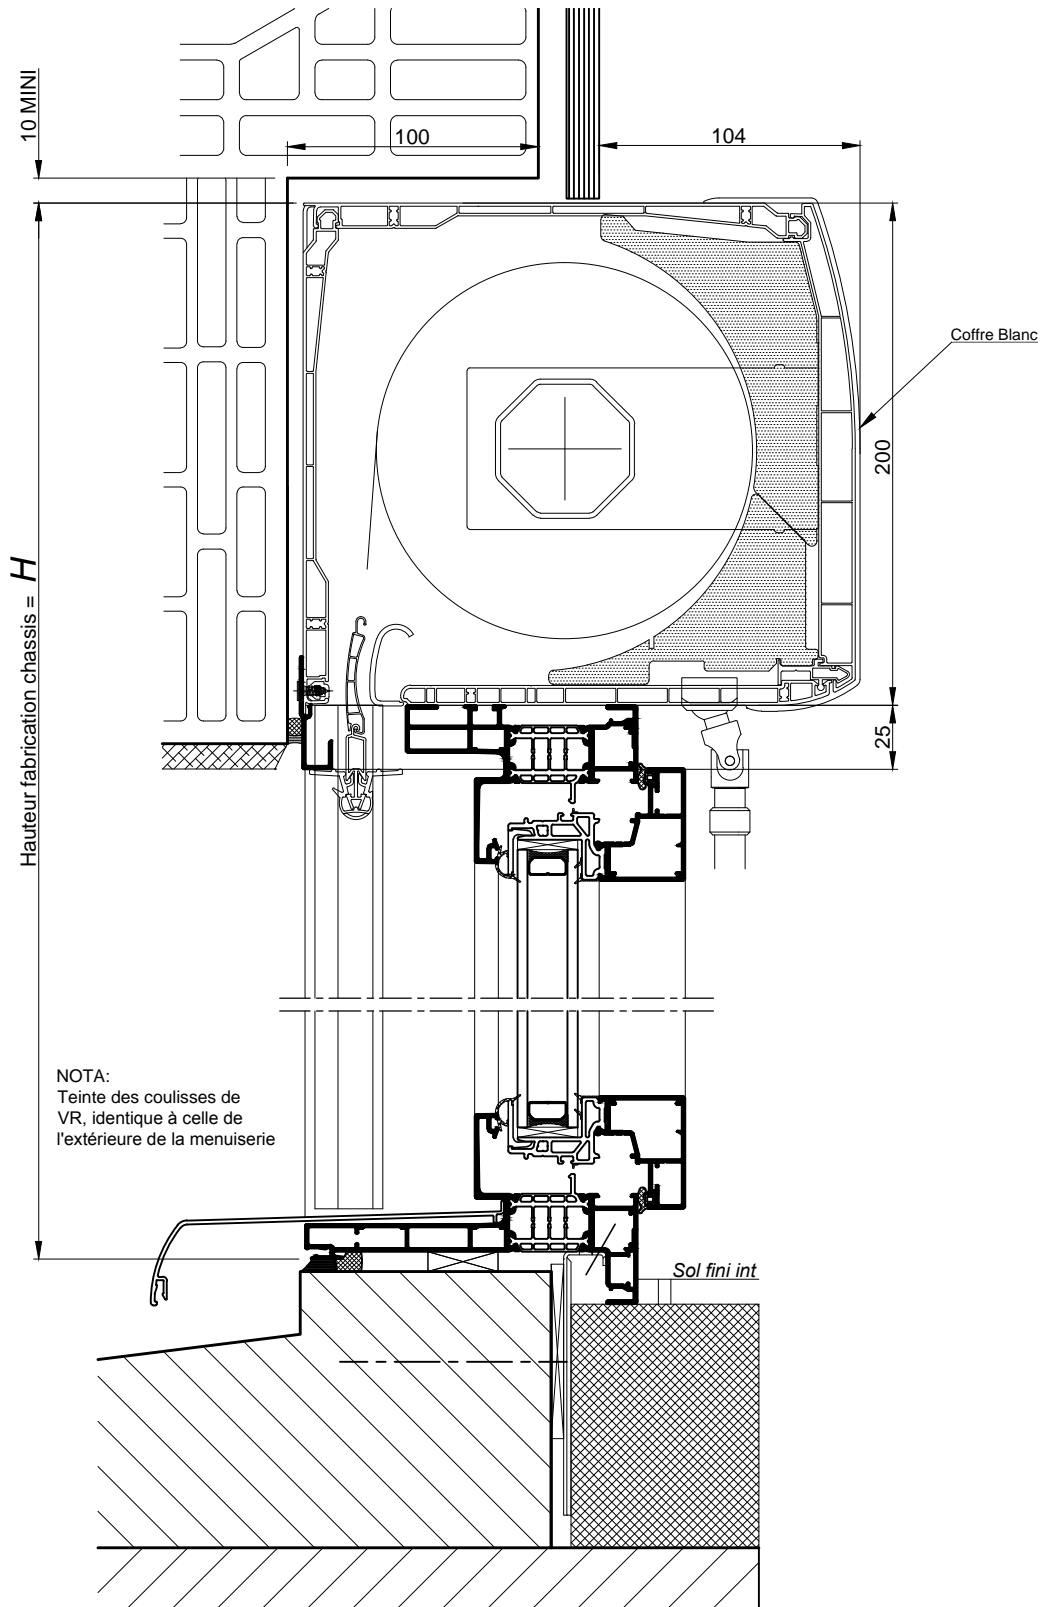 10 MINI
100
104
Coffre Blanc
200
25
Hauteur fabrication chassis = H
NOTA:
Teinte des coulisses de
VR, identique à celle de
l'extérieure de la menuiserie
Sol fini int